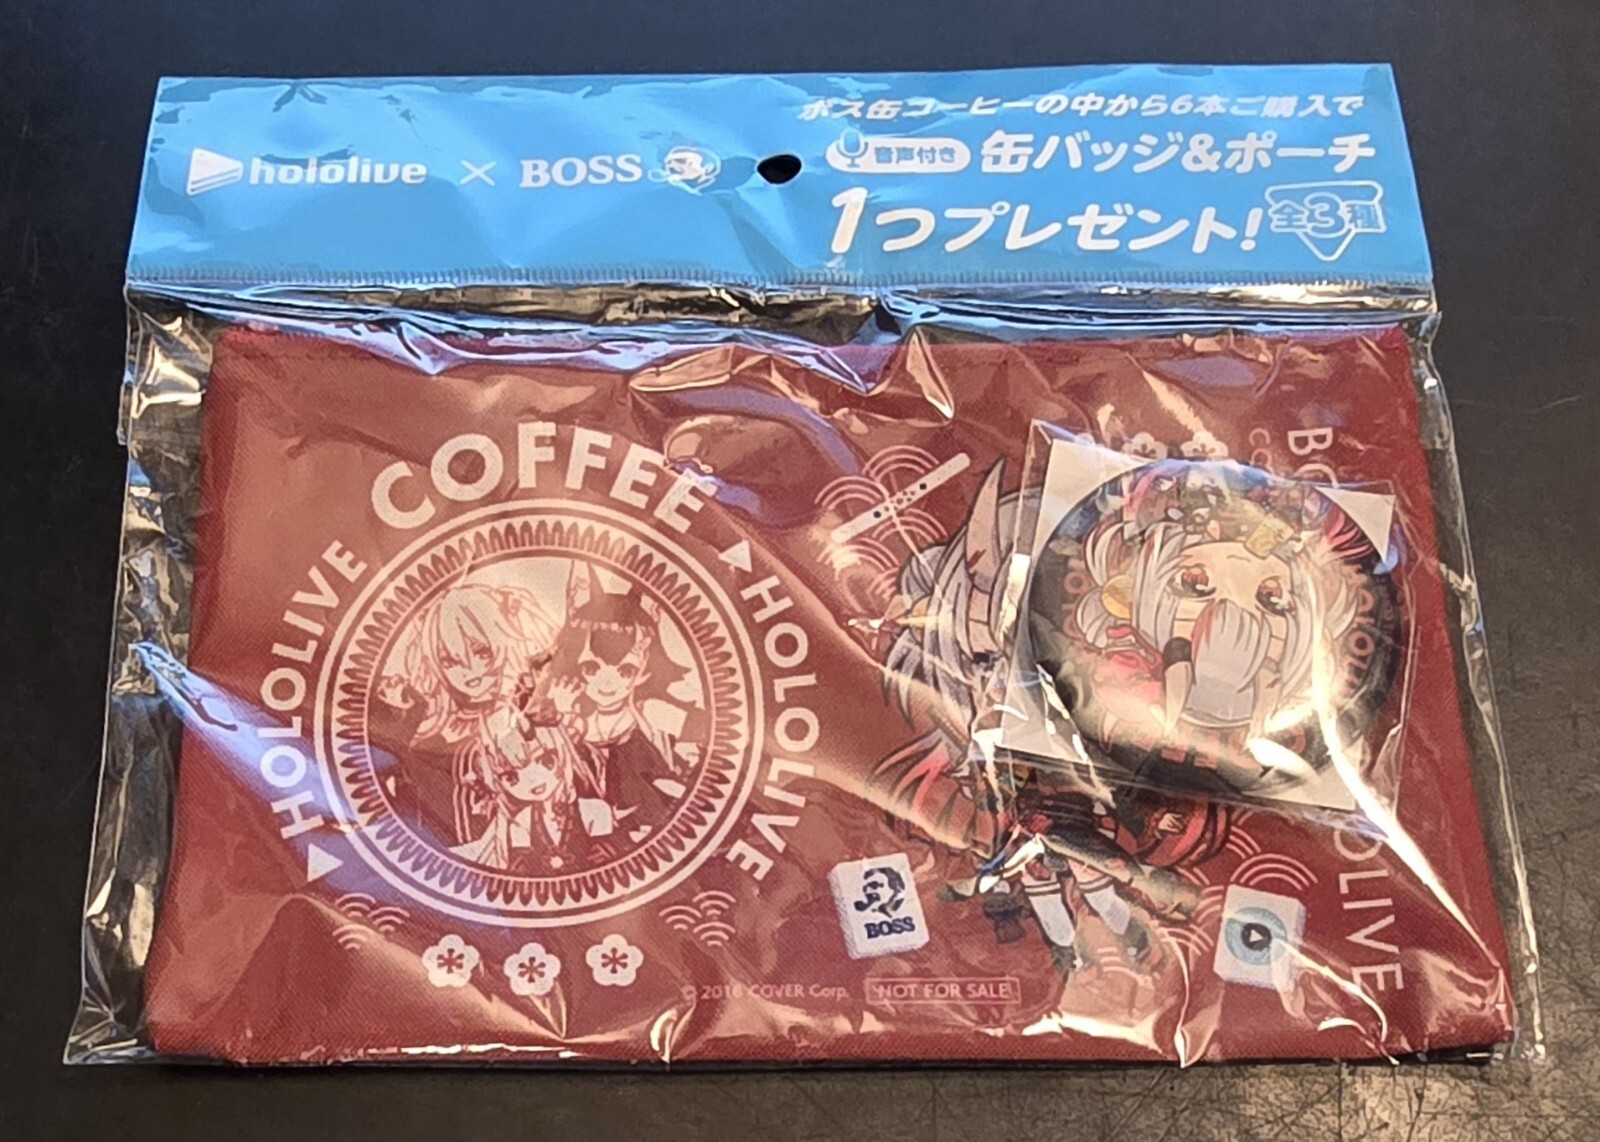 hololive × BOSS
ボス缶コーヒーの中から6本ご購入で
音声付き 缶バッジ&ポーチ
1つプレゼント! 全3種
HOLOLIVE COFFEE HOLOLIVE
BOSS
© 2016 COVER Corp. NOT FOR SALE